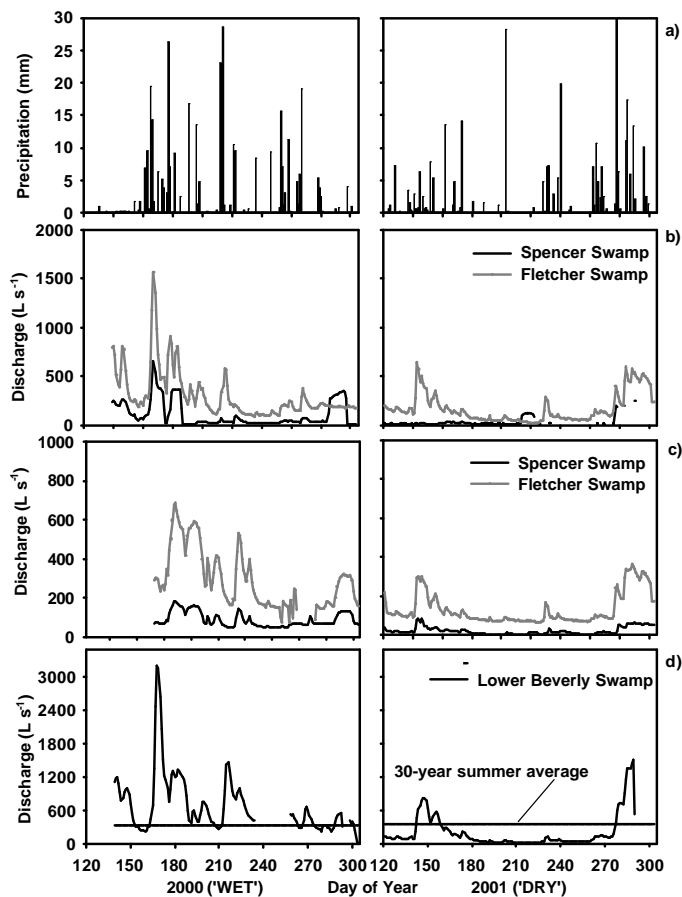 a)
Precipitation (mm)
30
25
20
15
10
5
0
b)
Discharge (L s-1)
2000
1500
1000
500
0
Spencer Swamp
Fletcher Swamp
c)
Discharge (L s-1)
1000
800
600
400
200
0
Spencer Swamp
Fletcher Swamp
d)
Discharge (L s-1)
3000
2400
1800
1200
600
0
Lower Beverly Swamp
30-year summer average
120 150 180 210 240 270 300 120 150 180 210 240 270 300
2000 ('WET') Day of Year 2001 ('DRY')